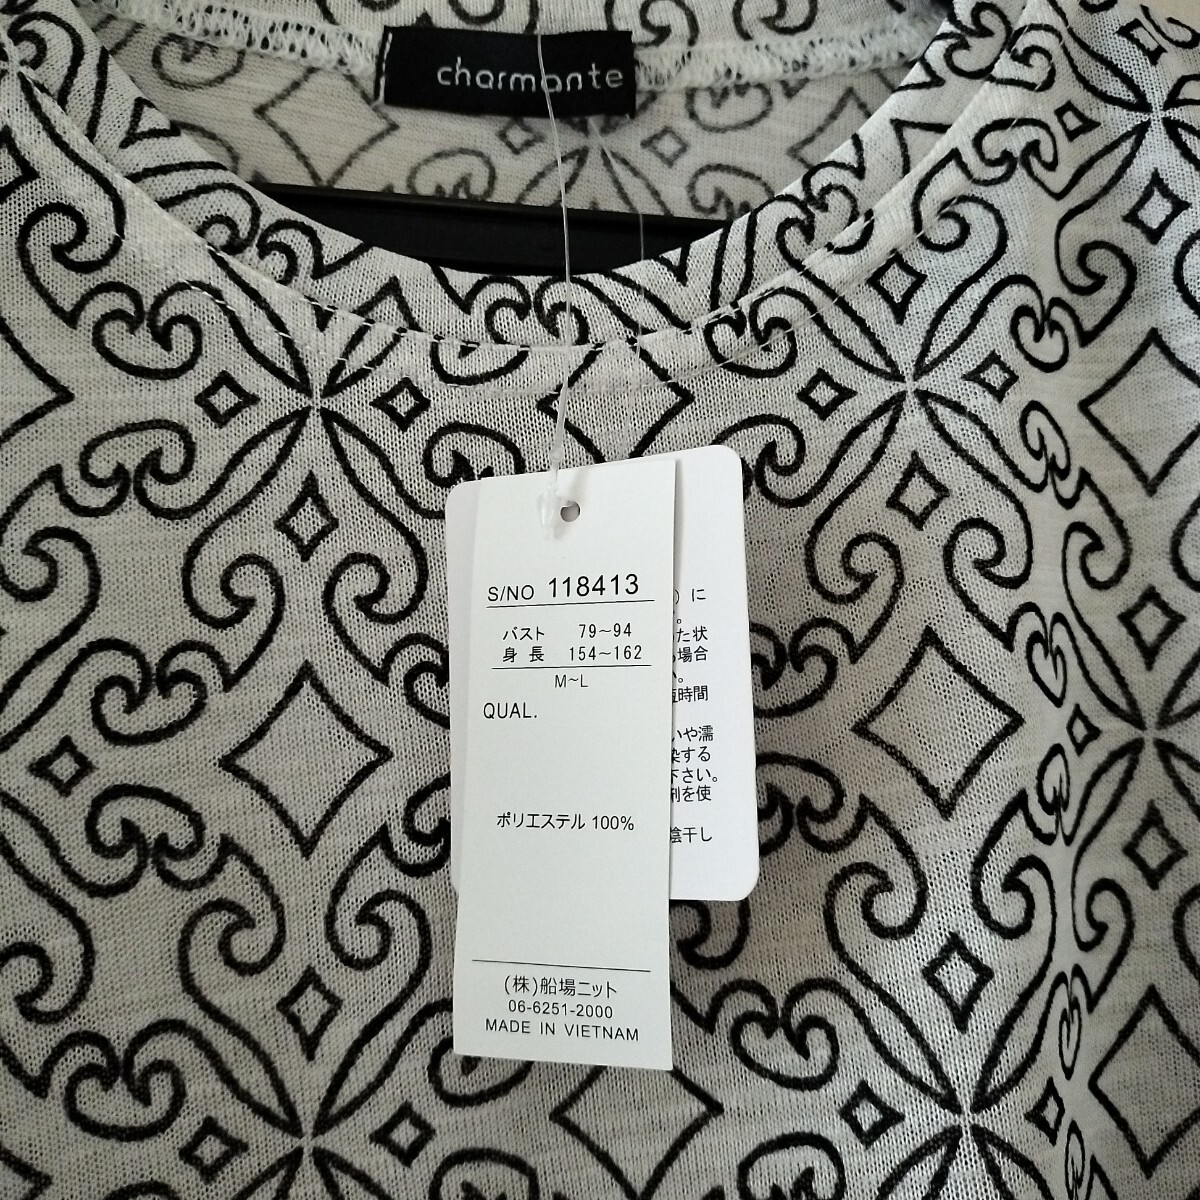 charmante
S/NO 118413
バスト 79~94
身長 154~162
M~L
QUAL.
ポリエステル 100%
(株)船場ニット
06-6251-2000
MADE IN VIETNAM
)に
。
た状
場合
。
時間
いや濡
染する
下さい。
剤を使
陰干し